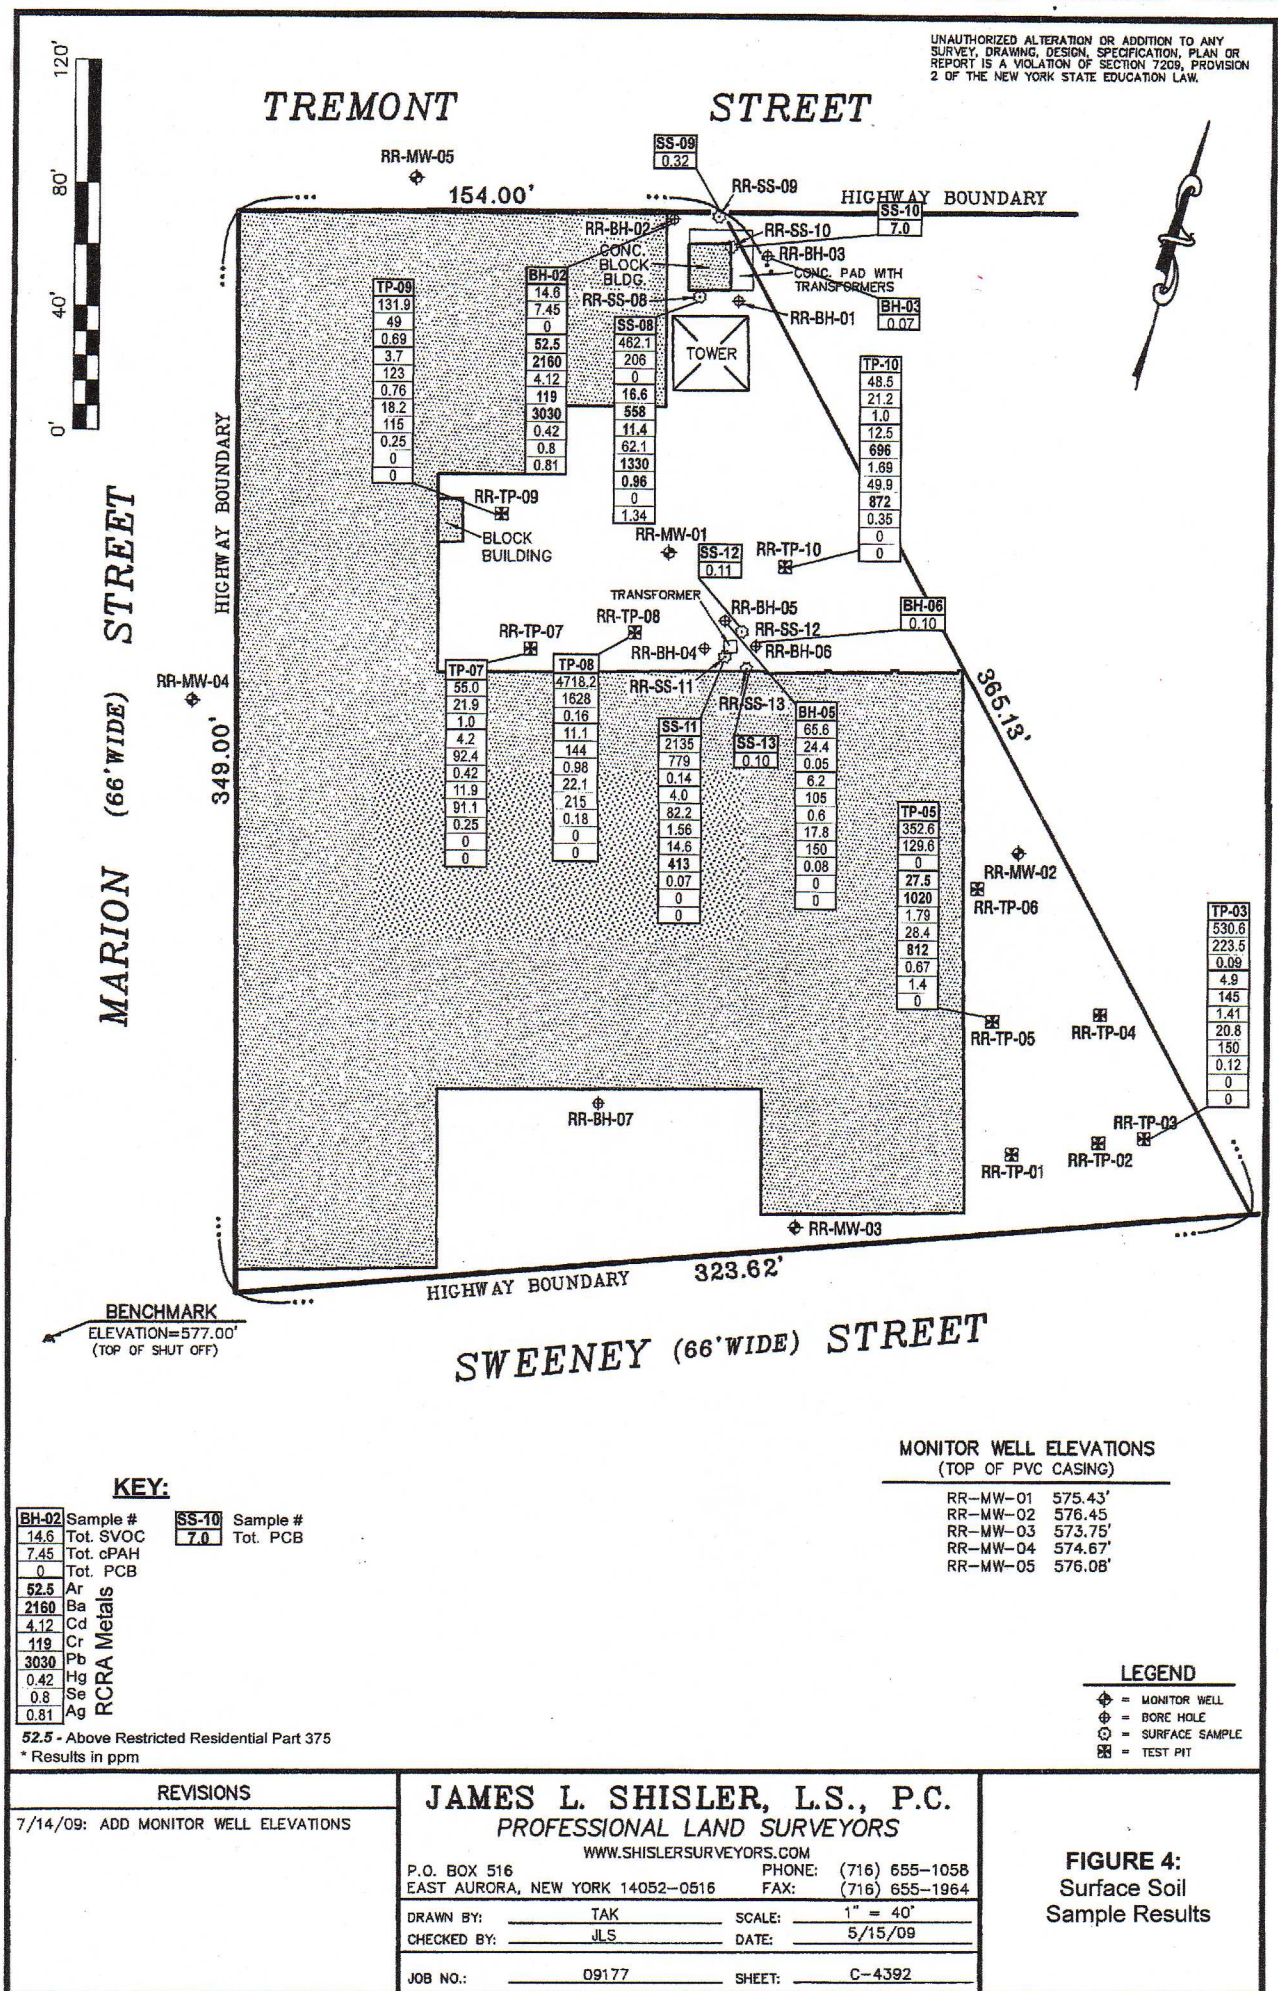 UNAUTHORIZED ALTERATION OR ADDITION TO ANY
SURVEY, DRAWING, DESIGN, SPECIFICATION, PLAN OR
REPORT IS A VIOLATION OF SECTION 7209, PROVISION
2 OF THE NEW YORK STATE EDUCATION LAW.
120'
80'
40'
0'
TREMONT STREET
RR-MW-05
154.00'
SS-09
0.32
RR-SS-09
HIGHWAY BOUNDARY
SS-10
7.0
RR-BH-02
RR-SS-10
RR-BH-03
CONC.
BLOCK
BLDG.
CONC. PAD WITH
TRANSFORMERS
RR-SS-08
RR-BH-01
BH-03
0.07
TOWER
TP-09
131.9
49
0.69
3.7
123
0.76
18.2
115
0.25
0
0
BH-02
14.6
7.45
0
52.5
2160
4.12
119
3030
0.42
0.8
0.81
SS-08
462.1
206
0
16.6
558
11.4
62.1
1330
0.96
0
1.34
TP-10
48.5
21.2
1.0
12.5
696
1.69
49.9
872
0.35
0
0
HIGHWAY BOUNDARY
MARION (66'WIDE) STREET
RR-TP-09
BLOCK
BUILDING
RR-MW-01
SS-12
0.11
RR-TP-10
TRANSFORMER
RR-BH-05
RR-TP-08
RR-TP-07
RR-SS-12
RR-BH-04
RR-BH-06
BH-06
0.10
RR-MW-04
349.00'
RR-SS-11
RR-SS-13
365.13'
TP-07
55.0
21.9
1.0
4.2
92.4
0.42
11.9
91.1
0.25
0
0
TP-08
4718.2
1628
0.16
11.1
144
0.98
22.1
215
0.18
0
0
SS-11
2135
779
0.14
4.0
82.2
1.56
14.6
413
0.07
0
0
SS-13
0.10
BH-05
65.6
24.4
0.05
6.2
105
0.6
17.8
150
0.08
0
0
TP-05
352.6
129.6
0
27.5
1020
1.79
28.4
812
0.67
1.4
0
RR-MW-02
RR-TP-06
TP-03
530.6
223.5
0.09
4.9
145
1.41
20.8
150
0.12
0
0
RR-TP-05
RR-TP-04
RR-BH-07
RR-TP-03
RR-TP-02
RR-TP-01
RR-MW-03
HIGHWAY BOUNDARY
323.62'
BENCHMARK
ELEVATION=577.00'
(TOP OF SHUT OFF)
SWEENEY (66'WIDE) STREET
MONITOR WELL ELEVATIONS
(TOP OF PVC CASING)
RR-MW-01 575.43'
RR-MW-02 576.45
RR-MW-03 573.75'
RR-MW-04 574.67'
RR-MW-05 576.08'
KEY:
BH-02 Sample #
14.6 Tot. SVOC
7.45 Tot. cPAH
0 Tot. PCB
52.5 Ar
2160 Ba
4.12 Cd
119 Cr
3030 Pb
0.42 Hg
0.8 Se
0.81 Ag
RCRA Metals
SS-10 Sample #
7.0 Tot. PCB
52.5 - Above Restricted Residential Part 375
* Results in ppm
LEGEND
= MONITOR WELL
= BORE HOLE
= SURFACE SAMPLE
= TEST PIT
REVISIONS
7/14/09: ADD MONITOR WELL ELEVATIONS
JAMES L. SHISLER, L.S., P.C.
PROFESSIONAL LAND SURVEYORS
WWW.SHISLERSURVEYORS.COM
P.O. BOX 516 PHONE: (716) 655-1058
EAST AURORA, NEW YORK 14052-0516 FAX: (716) 655-1964
DRAWN BY: TAK SCALE: 1" = 40'
CHECKED BY: JLS DATE: 5/15/09
JOB NO.: 09177 SHEET: C-4392
FIGURE 4:
Surface Soil
Sample Results